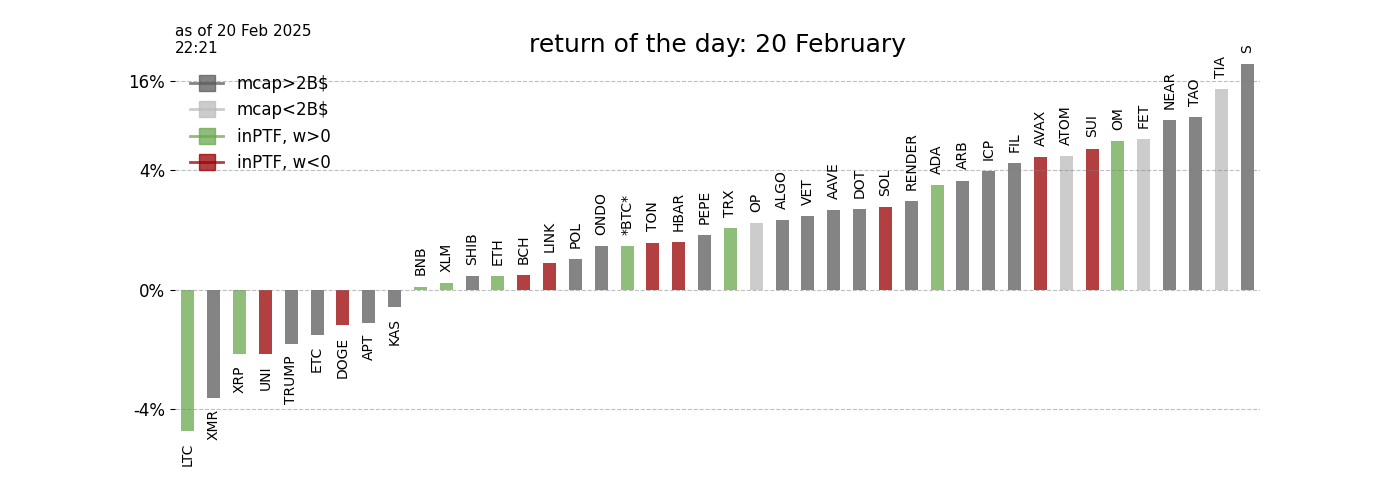 as of 20 Feb 2025
22:21
return of the day: 20 February
mcap>2B$
mcap<2B$
inPTF, w>0
inPTF, w<0
16%
4%
0%
-4%
LTC
XMR
XRP
UNI
TRUMP
ETC
DOGE
APT
KAS
BNB
XLM
SHIB
ETH
BCH
LINK
POL
ONDO
*BTC*
TON
HBAR
PEPE
TRX
OP
ALGO
VET
AAVE
DOT
SOL
RENDER
ADA
ARB
ICP
FIL
AVAX
ATOM
SUI
OM
FET
NEAR
TAO
TIA
S